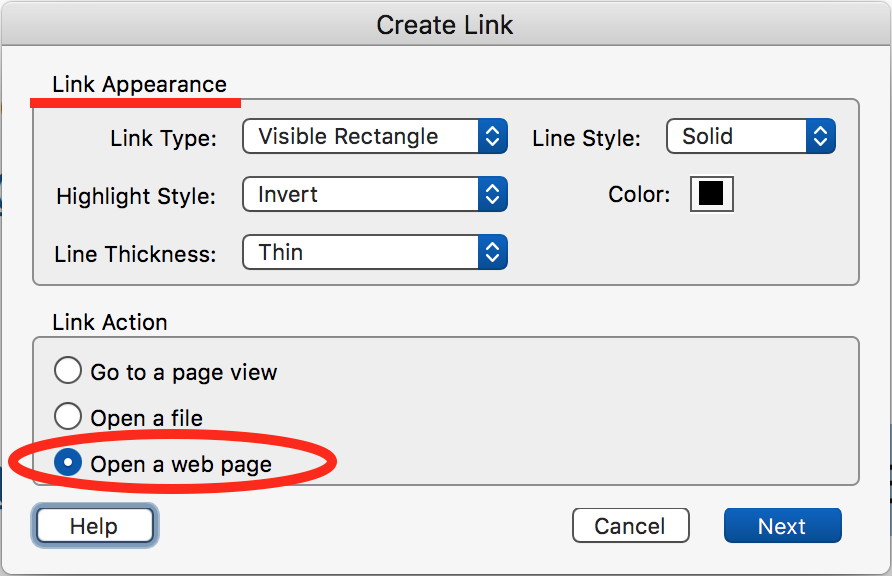 Create Link
Link Appearance
Link Type: Visible Rectangle Line Style: Solid
Highlight Style: Invert Color:
Line Thickness: Thin
Link Action
Go to a page view
Open a file
Open a web page
Help Cancel Next